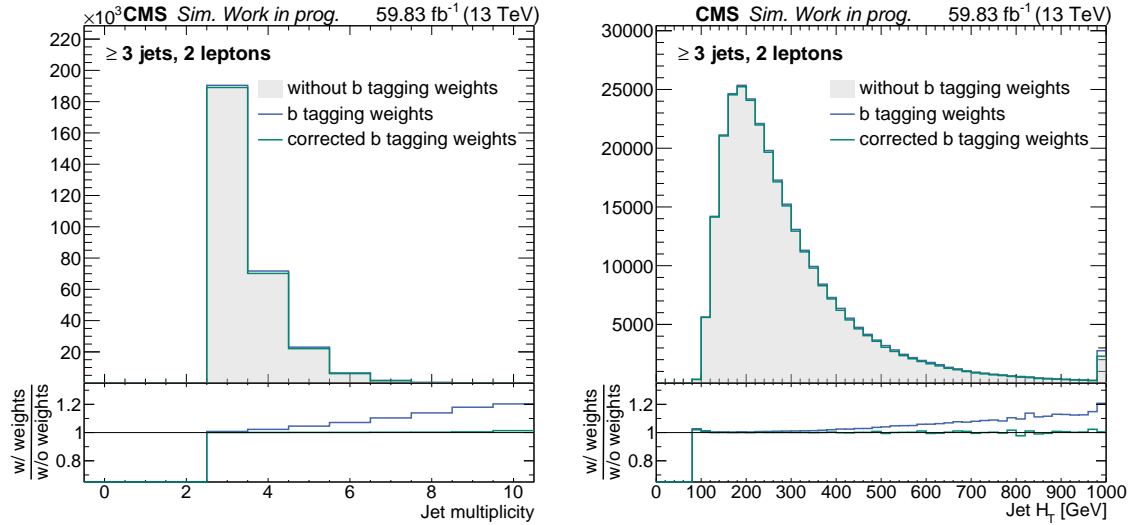 ×10³ CMS Sim. Work in prog. 59.83 fb⁻¹ (13 TeV)
≥ 3 jets, 2 leptons
without b tagging weights
b tagging weights
corrected b tagging weights
220
200
180
160
140
120
100
80
60
40
20
w/ weights
w/o weights
1.2
1
0.8
0 2 4 6 8 10
Jet multiplicity
CMS Sim. Work in prog. 59.83 fb⁻¹ (13 TeV)
≥ 3 jets, 2 leptons
without b tagging weights
b tagging weights
corrected b tagging weights
30000
25000
20000
15000
10000
5000
w/ weights
w/o weights
1.2
1
0.8
0 100 200 300 400 500 600 700 800 900 1000
Jet H_T [GeV]